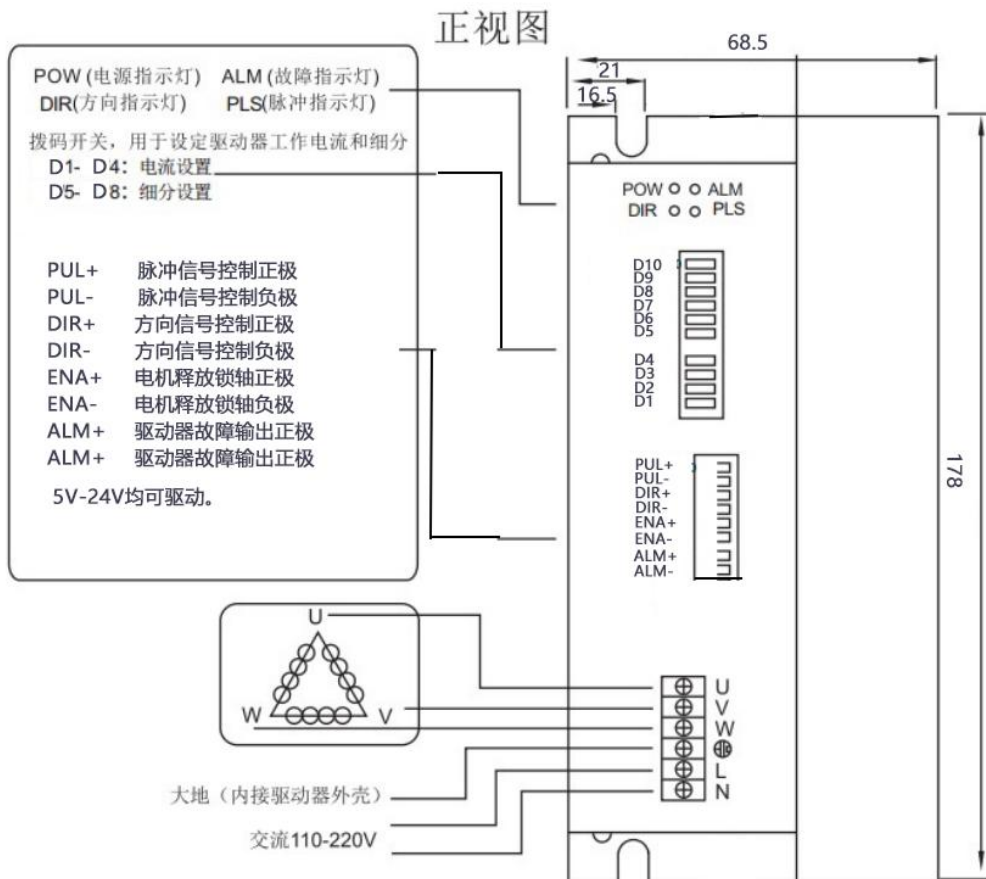 正视图
POW (电源指示灯) ALM (故障指示灯)
DIR(方向指示灯) PLS(脉冲指示灯)
拨码开关，用于设定驱动器工作电流和细分
D1- D4：电流设置
D5- D8：细分设置
PUL+ 脉冲信号控制正极
PUL- 脉冲信号控制负极
DIR+ 方向信号控制正极
DIR- 方向信号控制负极
ENA+ 电机释放锁轴正极
ENA- 电机释放锁轴负极
ALM+ 驱动器故障输出正极
ALM+ 驱动器故障输出正极
5V-24V均可驱动。
U
W
V
大地（内接驱动器外壳）
交流110-220V
68.5
21
16.5
POW ALM
DIR PLS
D10
D9
D8
D7
D6
D5
D4
D3
D2
D1
PUL+
PUL-
DIR+
DIR-
ENA+
ENA-
ALM+
ALM-
U
V
W
L
N
178